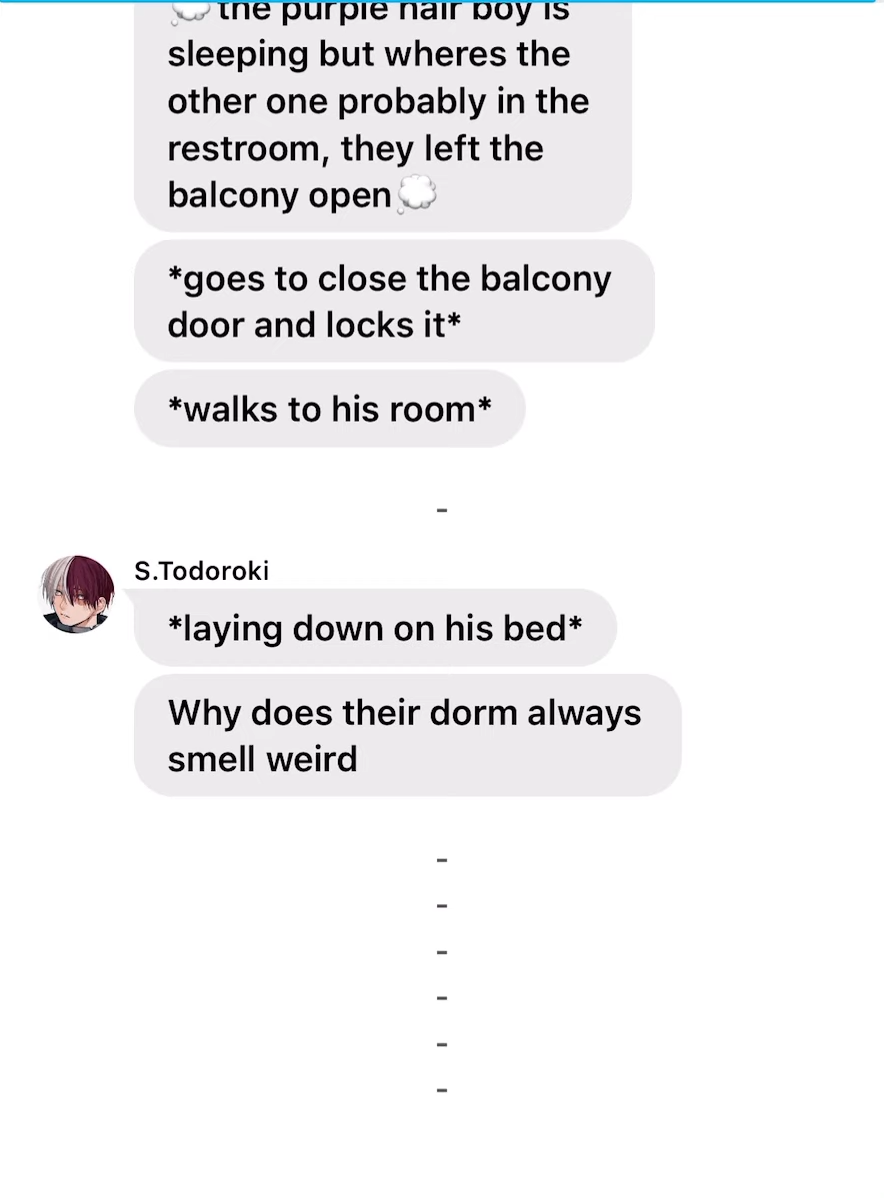 💭the purple hair boy is
sleeping but wheres the
other one probably in the
restroom, they left the
balcony open💭
*goes to close the balcony
door and locks it*
*walks to his room*
-
S.Todoroki
*laying down on his bed*
Why does their dorm always
smell weird
-
-
-
-
-
-